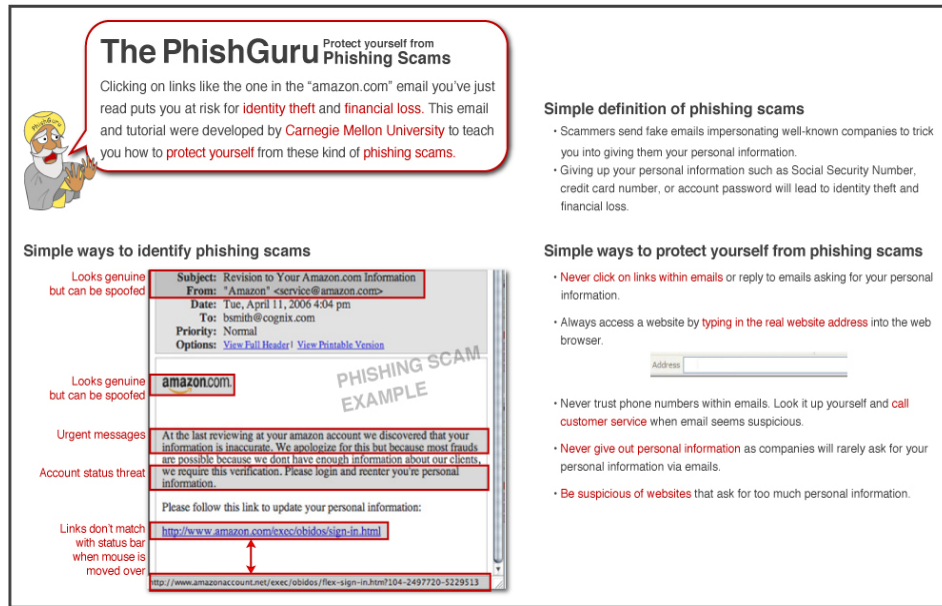 The PhishGuru Protect yourself from Phishing Scams
Clicking on links like the one in the “amazon.com” email you’ve just
read puts you at risk for identity theft and financial loss. This email
and tutorial were developed by Carnegie Mellon University to teach
you how to protect yourself from these kind of phishing scams.
PhishGuru
Simple definition of phishing scams
• Scammers send fake emails impersonating well-known companies to trick
you into giving them your personal information.
• Giving up your personal information such as Social Security Number,
credit card number, or account password will lead to identity theft and
financial loss.
Simple ways to identify phishing scams
Looks genuine
but can be spoofed
Subject: Revision to Your Amazon.com Information
From: "Amazon" <service@amazon.com>
Date: Tue, April 11, 2006 4:04 pm
To: bsmith@cognix.com
Priority: Normal
Options: View Full Header | View Printable Version
PHISHING SCAM
EXAMPLE
Looks genuine
but can be spoofed
amazon.com.
Urgent messages
At the last reviewing at your amazon account we discovered that your
information is inaccurate. We apologize for this but because most frauds
are possible because we dont have enough information about our clients,
Account status threat
we require this verification. Please login and reenter you're personal
information.
Please follow this link to update your personal information:
Links don’t match
with status bar
when mouse is
moved over
http://www.amazon.com/exec/obidos/sign-in.html
http://www.amazonaccount.net/exec/obidos/flex-sign-in.htm?104-2497720-5229513
Simple ways to protect yourself from phishing scams
• Never click on links within emails or reply to emails asking for your personal
information.
• Always access a website by typing in the real website address into the web
browser.
Address
• Never trust phone numbers within emails. Look it up yourself and call
customer service when email seems suspicious.
• Never give out personal information as companies will rarely ask for your
personal information via emails.
• Be suspicious of websites that ask for too much personal information.